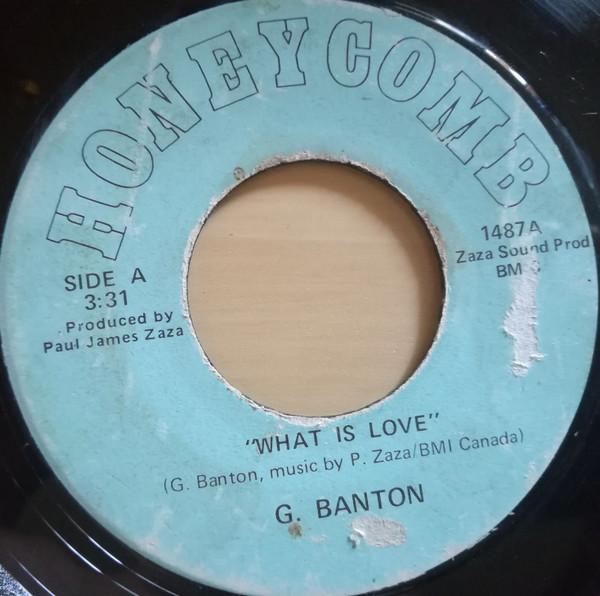 HONEYCOMB
SIDE A
3:31
Produced by
Paul James Zaza
1487A
Zaza Sound Prod
"WHAT IS LOVE"
(G. Banton, music by P. Zaza/BMI Canada)
G. BANTON